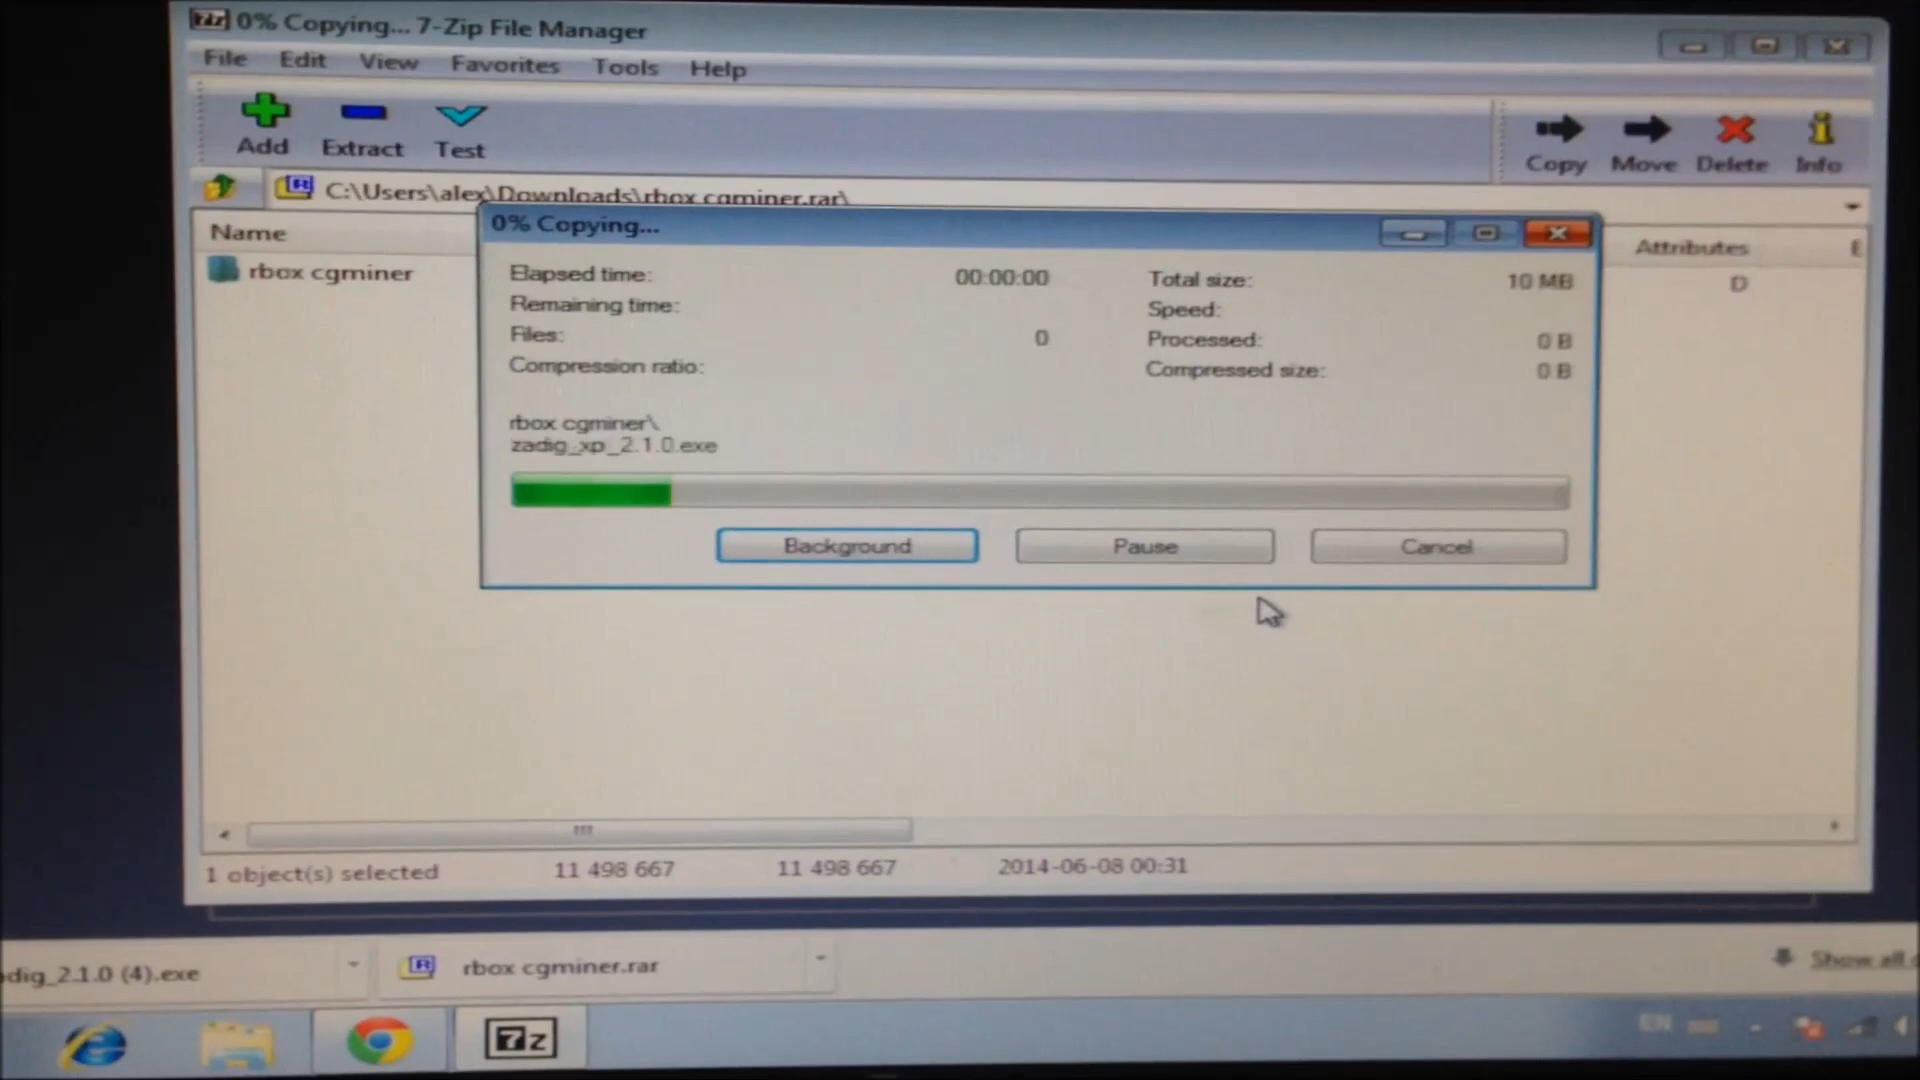 0% Copying... 7-Zip File Manager
File Edit View Favorites Tools Help
Add Extract Test
Copy Move Delete Info
C:\Users\alex\Downloads\rbox cgminer.rar\
Name
Attributes
rbox cgminer
D
0% Copying...
Elapsed time: 00:00:00
Total size: 10 MB
Remaining time:
Speed:
Files: 0
Processed: 0 B
Compression ratio:
Compressed size: 0 B
rbox cgminer\
zadig_xp_2.1.0.exe
Background Pause Cancel
1 object(s) selected 11 498 667 11 498 667 2014-06-08 00:31
dig_2.1.0 (4).exe
rbox cgminer.rar
Show all
7z
EN